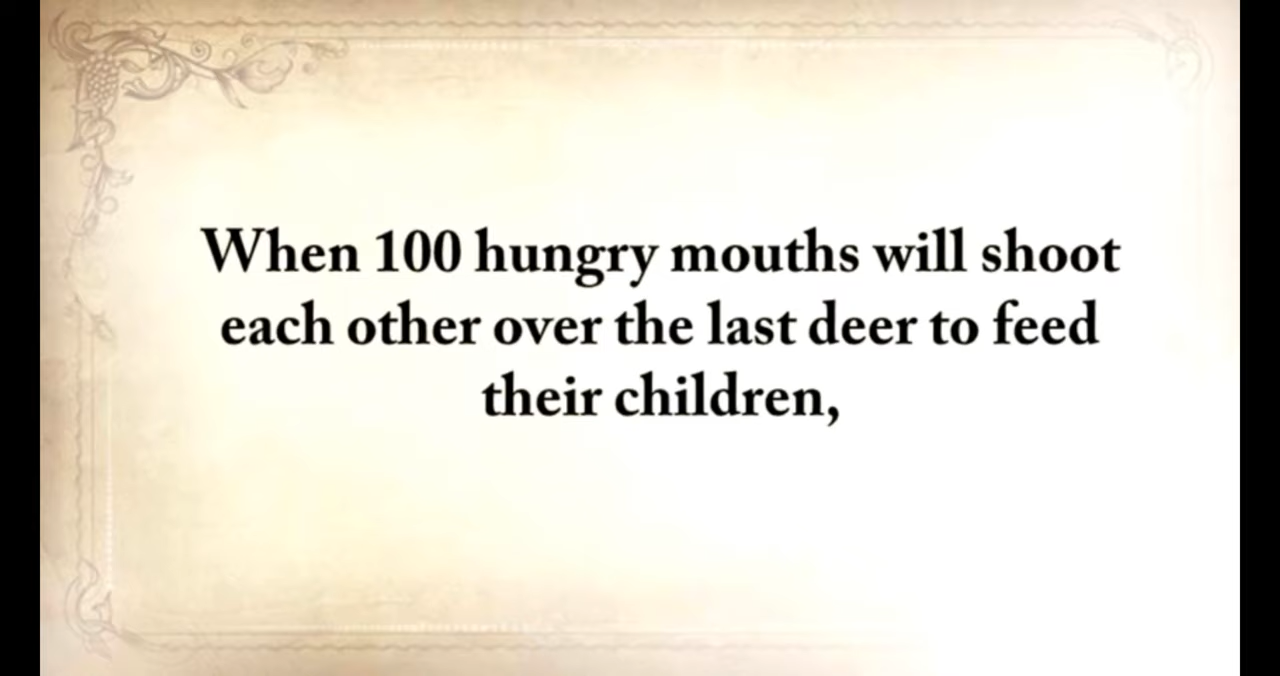 When 100 hungry mouths will shoot
each other over the last deer to feed
their children,